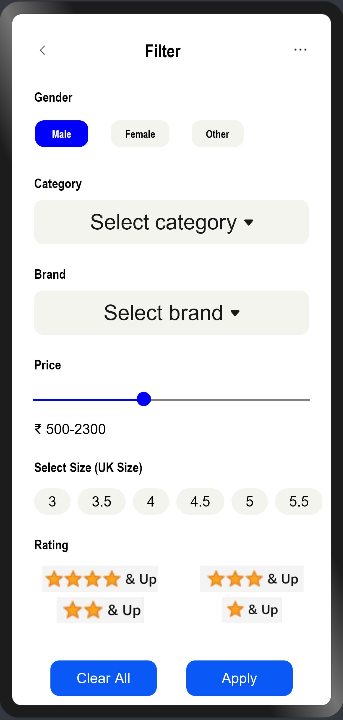 Filter
Gender
Male Female Other
Category
Select category
Brand
Select brand
Price
₹ 500-2300
Select Size (UK Size)
3 3.5 4 4.5 5 5.5
Rating
& Up & Up
& Up & Up
Clear All Apply